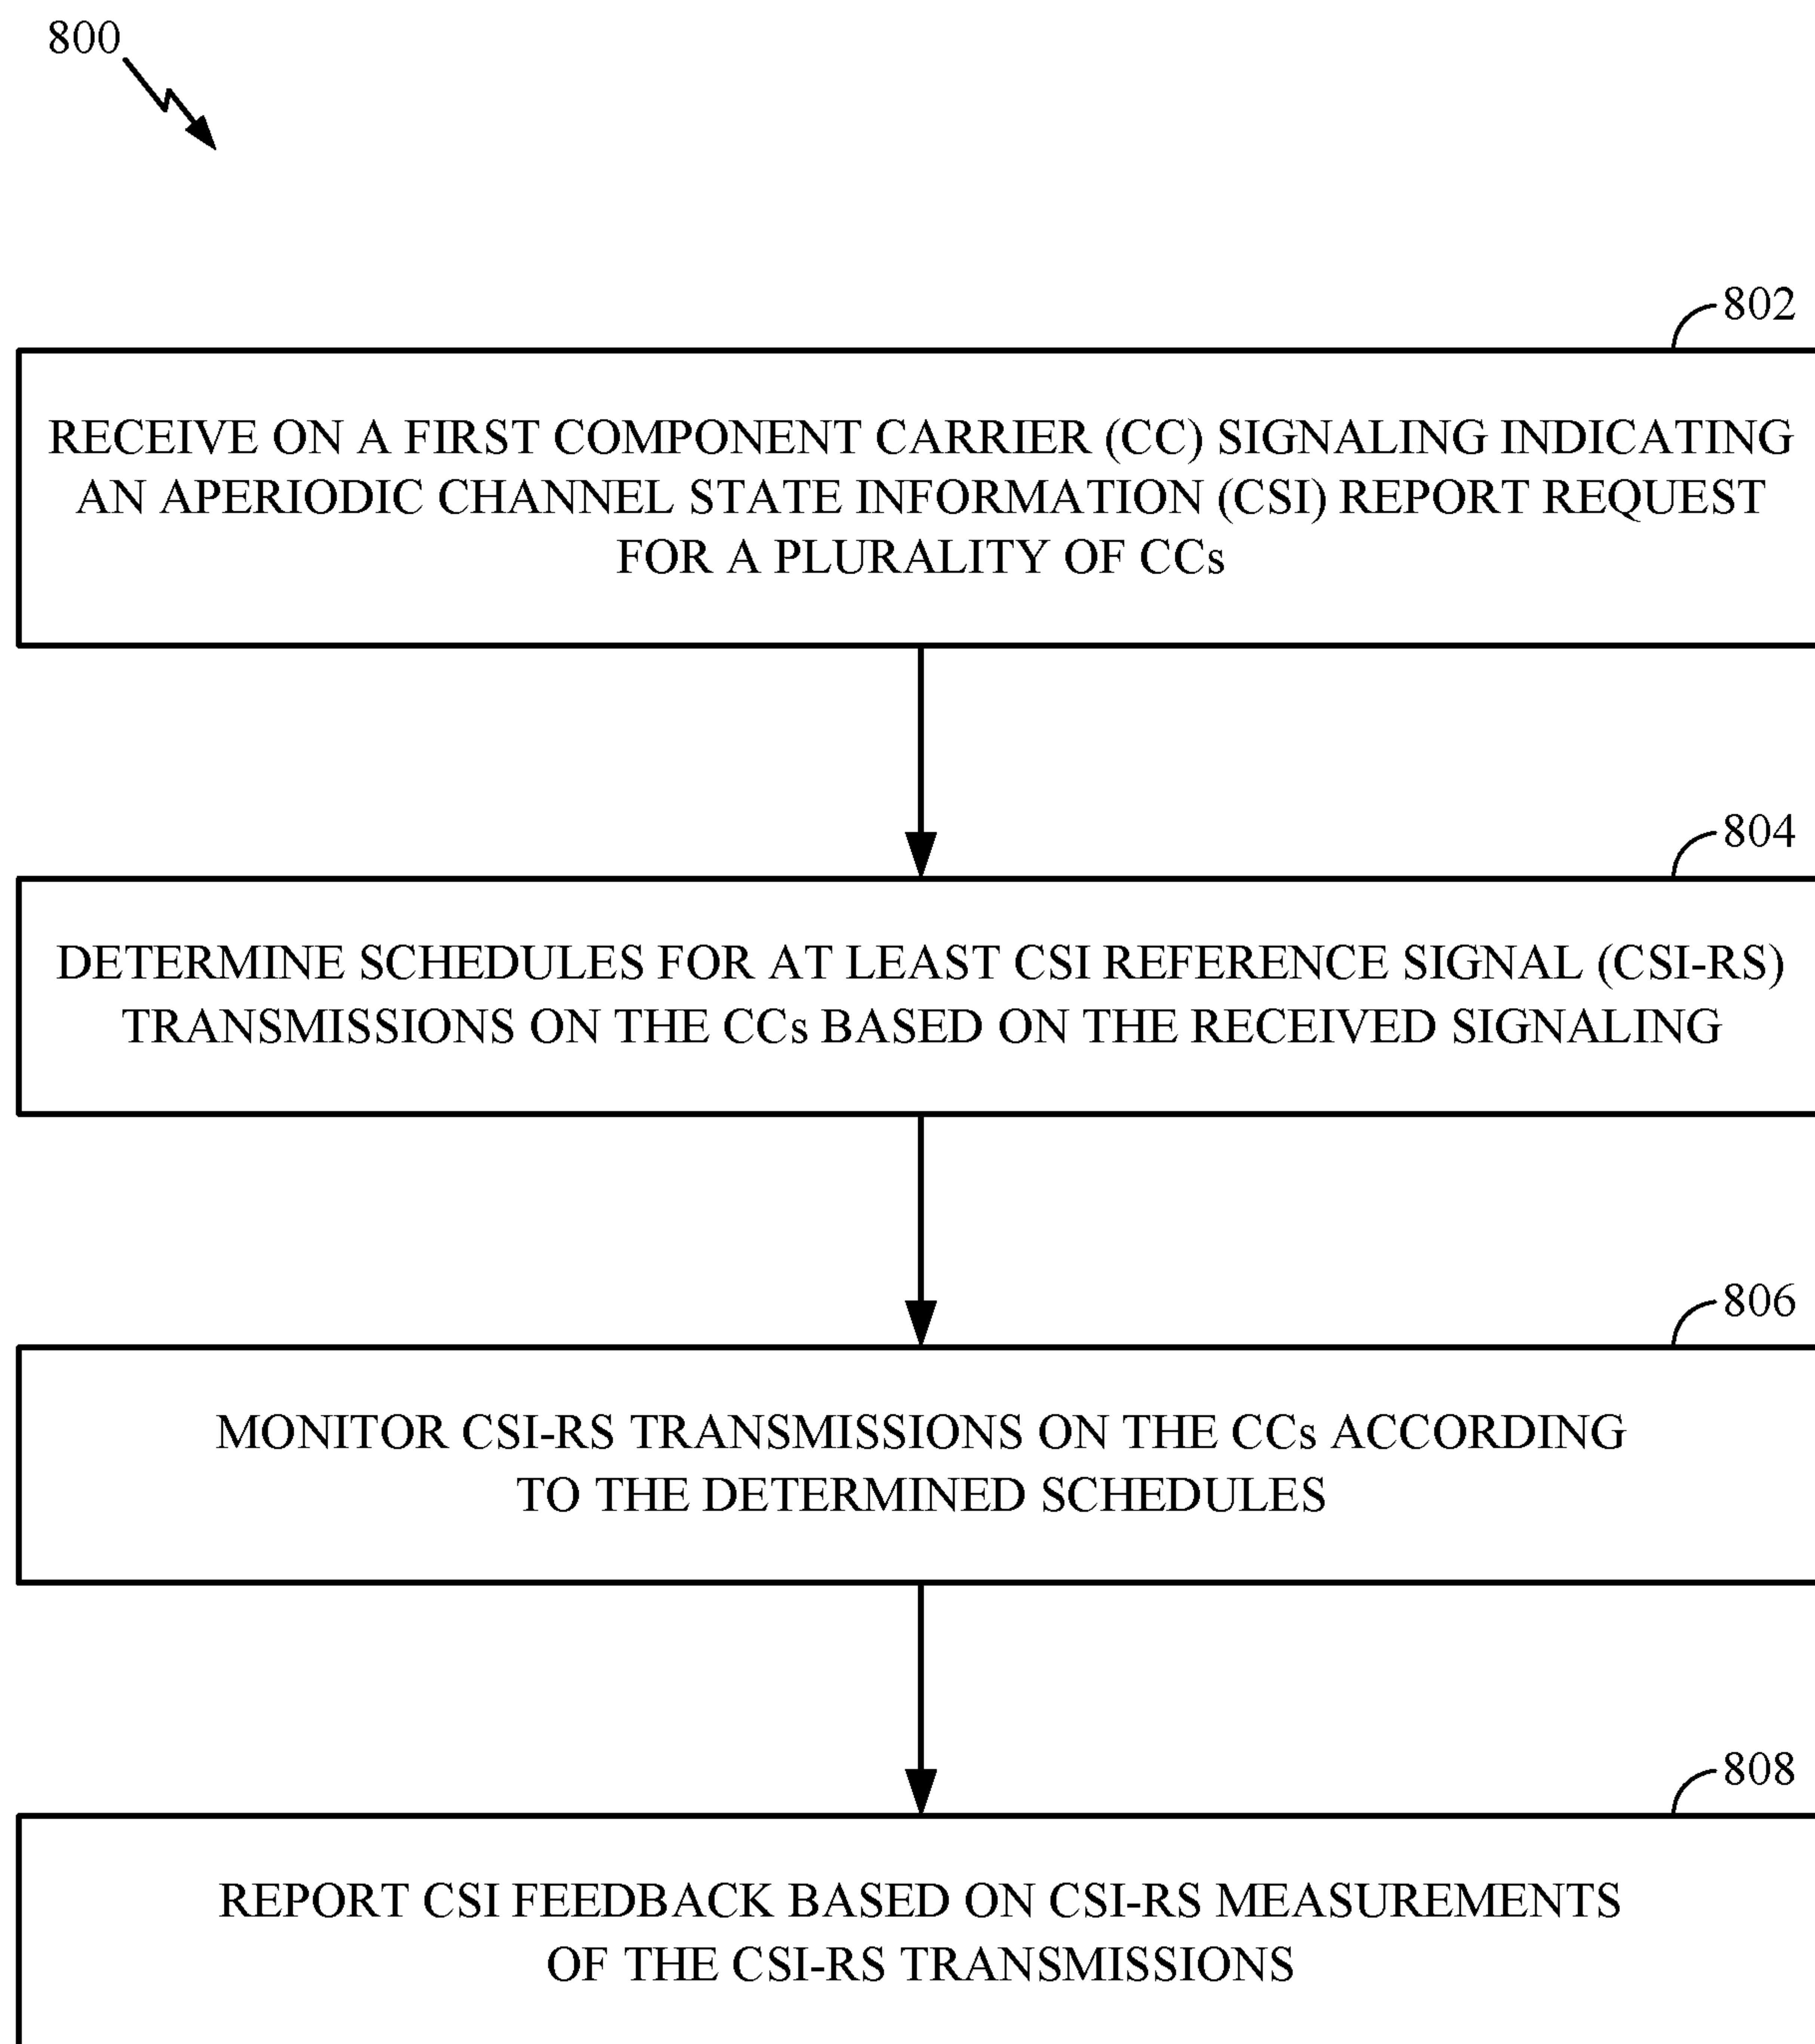 800
802
RECEIVE ON A FIRST COMPONENT CARRIER (CC) SIGNALING INDICATING
AN APERIODIC CHANNEL STATE INFORMATION (CSI) REPORT REQUEST
FOR A PLURALITY OF CCs
804
DETERMINE SCHEDULES FOR AT LEAST CSI REFERENCE SIGNAL (CSI-RS)
TRANSMISSIONS ON THE CCs BASED ON THE RECEIVED SIGNALING
806
MONITOR CSI-RS TRANSMISSIONS ON THE CCs ACCORDING
TO THE DETERMINED SCHEDULES
808
REPORT CSI FEEDBACK BASED ON CSI-RS MEASUREMENTS
OF THE CSI-RS TRANSMISSIONS